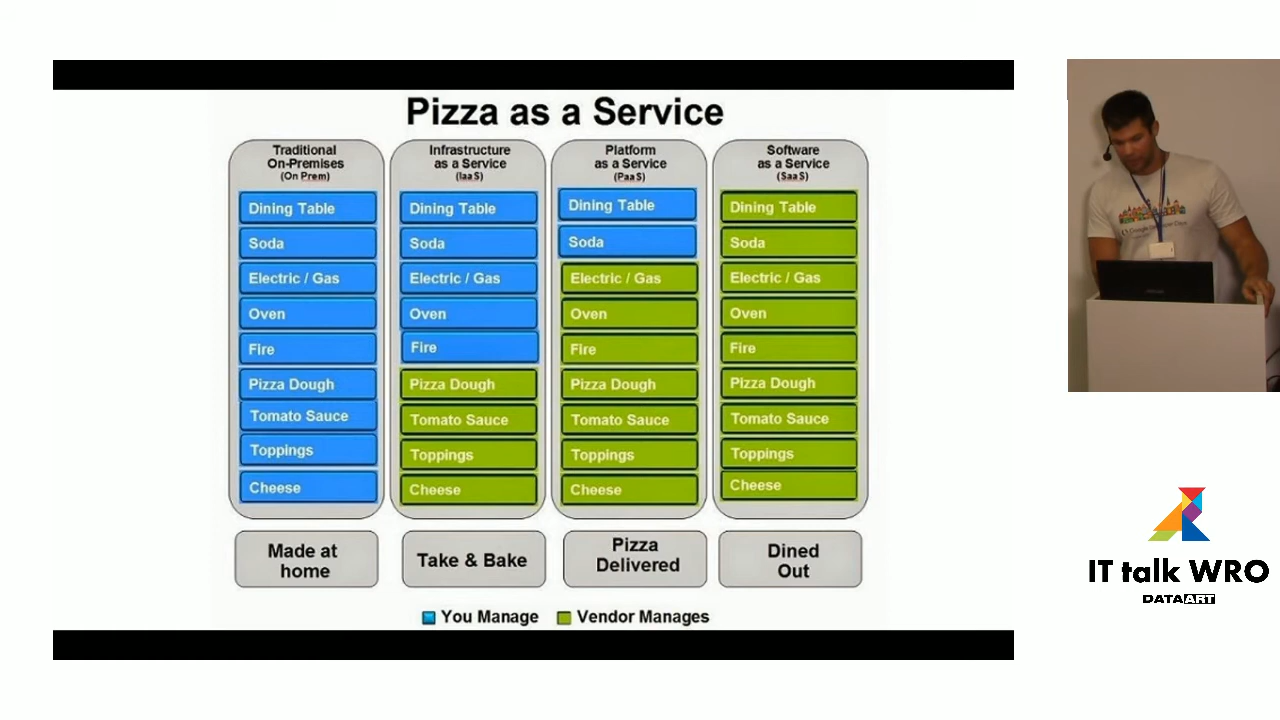 Pizza as a Service
Traditional
On-Premises
(On Prem)
Dining Table
Soda
Electric / Gas
Oven
Fire
Pizza Dough
Tomato Sauce
Toppings
Cheese
Made at
home
Infrastructure
as a Service
(IaaS)
Dining Table
Soda
Electric / Gas
Oven
Fire
Pizza Dough
Tomato Sauce
Toppings
Cheese
Take & Bake
Platform
as a Service
(PaaS)
Dining Table
Soda
Electric / Gas
Oven
Fire
Pizza Dough
Tomato Sauce
Toppings
Cheese
Pizza
Delivered
Software
as a Service
(SaaS)
Dining Table
Soda
Electric / Gas
Oven
Fire
Pizza Dough
Tomato Sauce
Toppings
Cheese
Dined
Out
You Manage
Vendor Manages
IT talk WRO
DATAART